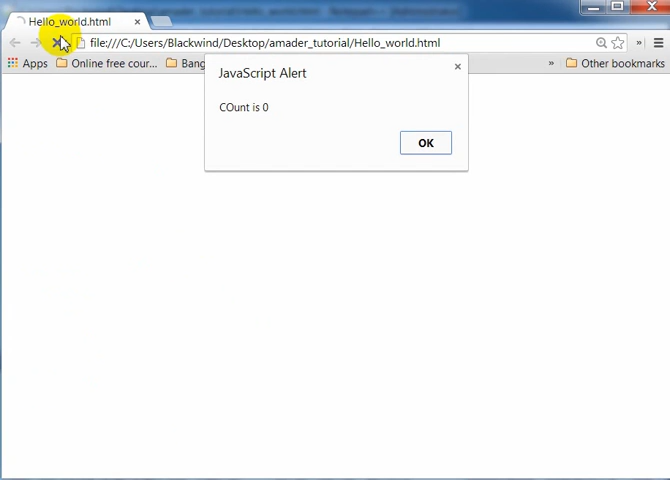 Hello_world.html
file:///C:/Users/Blackwind/Desktop/amader_tutorial/Hello_world.html
Apps Online free cour... Bang Other bookmarks
JavaScript Alert
COunt is 0
OK